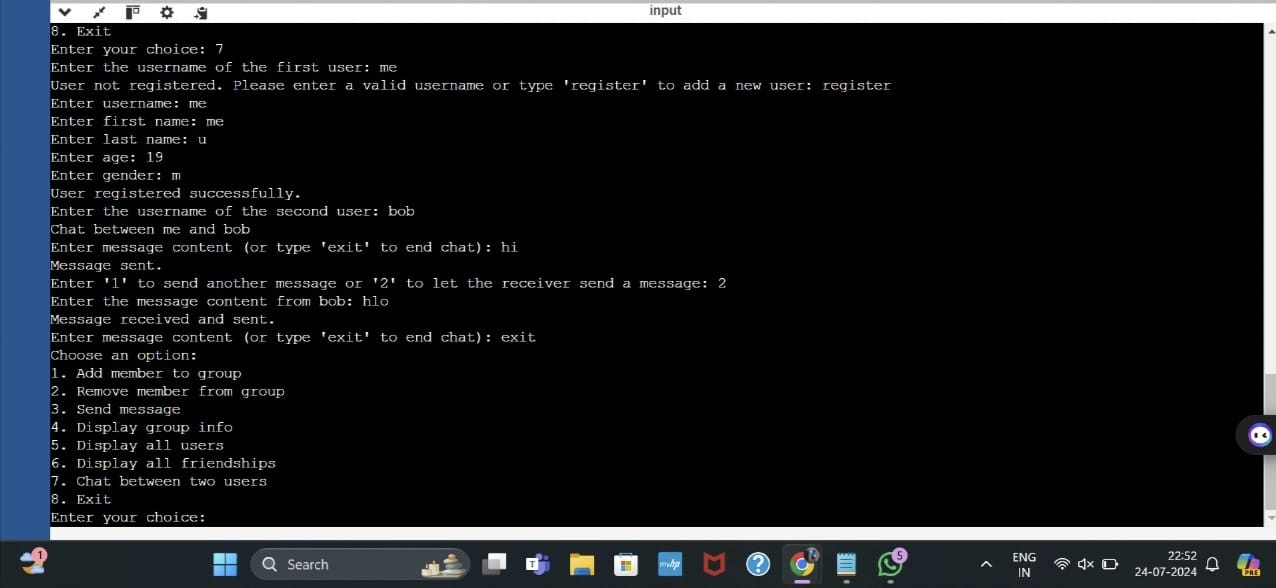 input
8. Exit
Enter your choice: 7
Enter the username of the first user: me
User not registered. Please enter a valid username or type 'register' to add a new user: register
Enter username: me
Enter first name: me
Enter last name: u
Enter age: 19
Enter gender: m
User registered successfully.
Enter the username of the second user: bob
Chat between me and bob
Enter message content (or type 'exit' to end chat): hi
Message sent.
Enter '1' to send another message or '2' to let the receiver send a message: 2
Enter the message content from bob: hlo
Message received and sent.
Enter message content (or type 'exit' to end chat): exit
Choose an option:
1. Add member to group
2. Remove member from group
3. Send message
4. Display group info
5. Display all users
6. Display all friendships
7. Chat between two users
8. Exit
Enter your choice:
1
Search
T
myhp
?
5
ENG
IN
22:52
24-07-2024
PRE